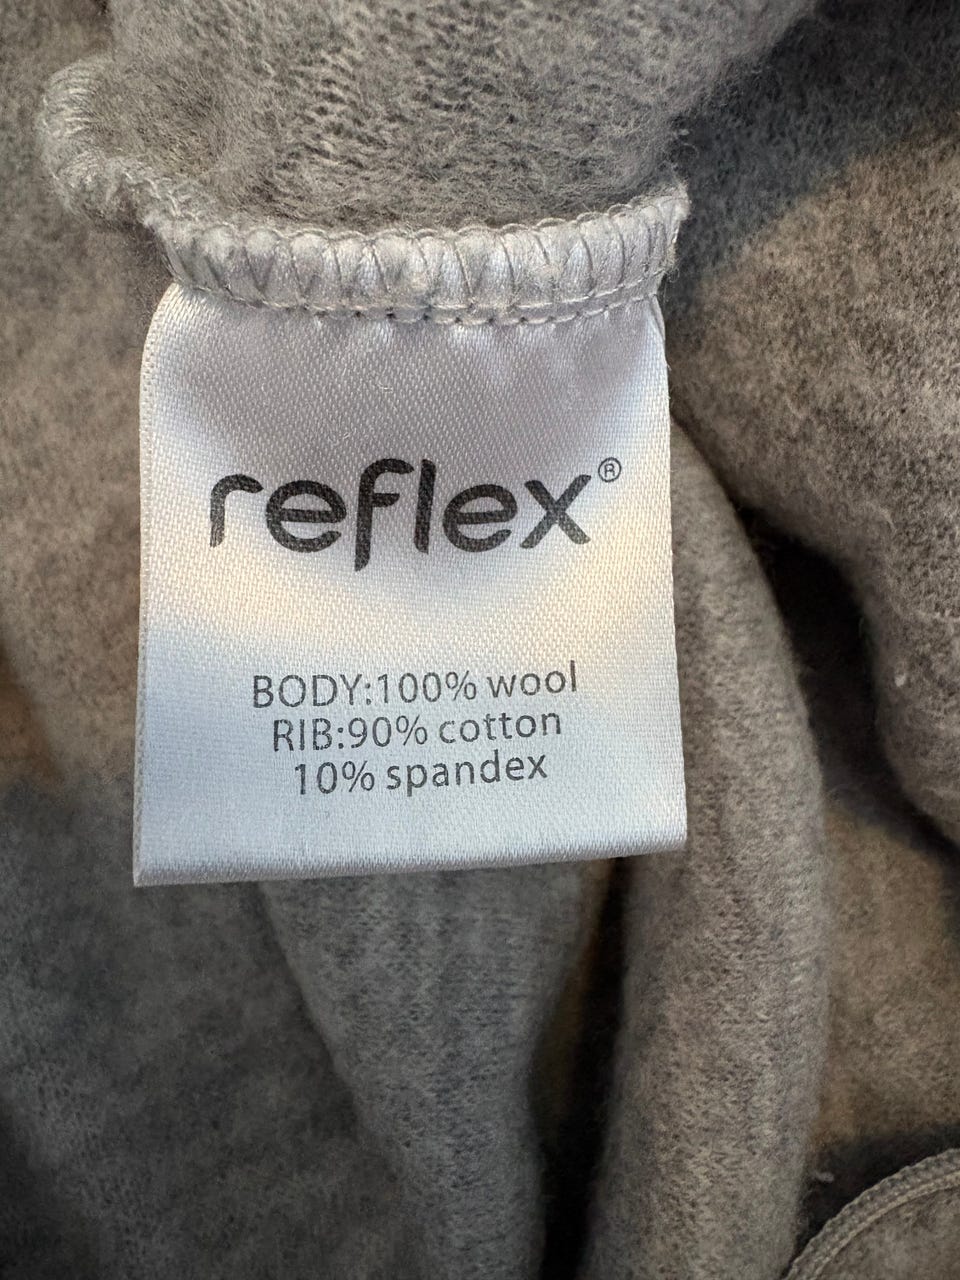 reflex®
BODY:100% wool
RIB:90% cotton
10% spandex